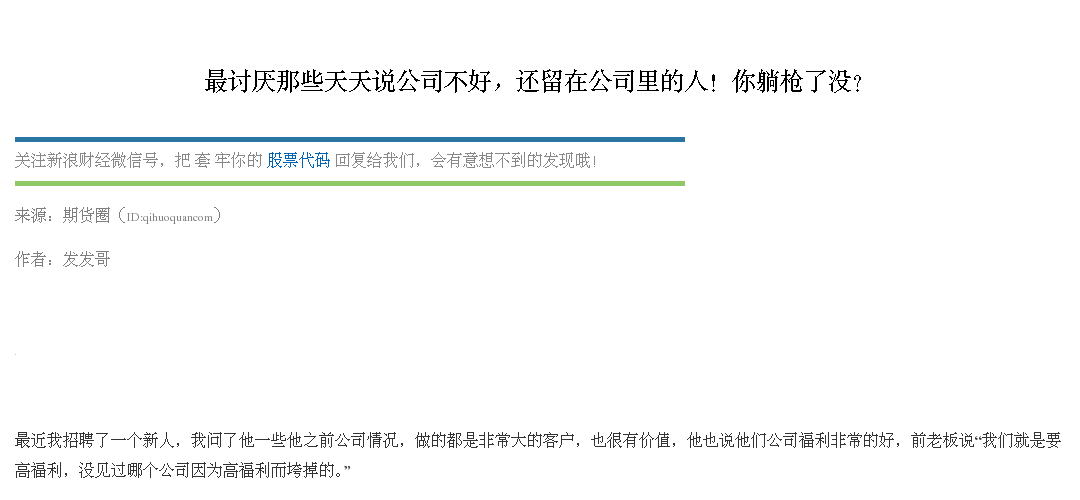 最讨厌那些天天说公司不好，还留在公司里的人！你躺枪了没？
关注新浪财经微信号，把 套 牢你的 股票代码 回复给我们，会有意想不到的发现哦！
来源：期货圈（ID:qihuoquancom）
作者：发发哥
最近我招聘了一个新人，我问了他一些他之前公司情况，做的都是非常大的客户，也很有价值，他也说他们公司福利非常的好，前老板说“我们就是要
高福利，没见过哪个公司因为高福利而垮掉的。”